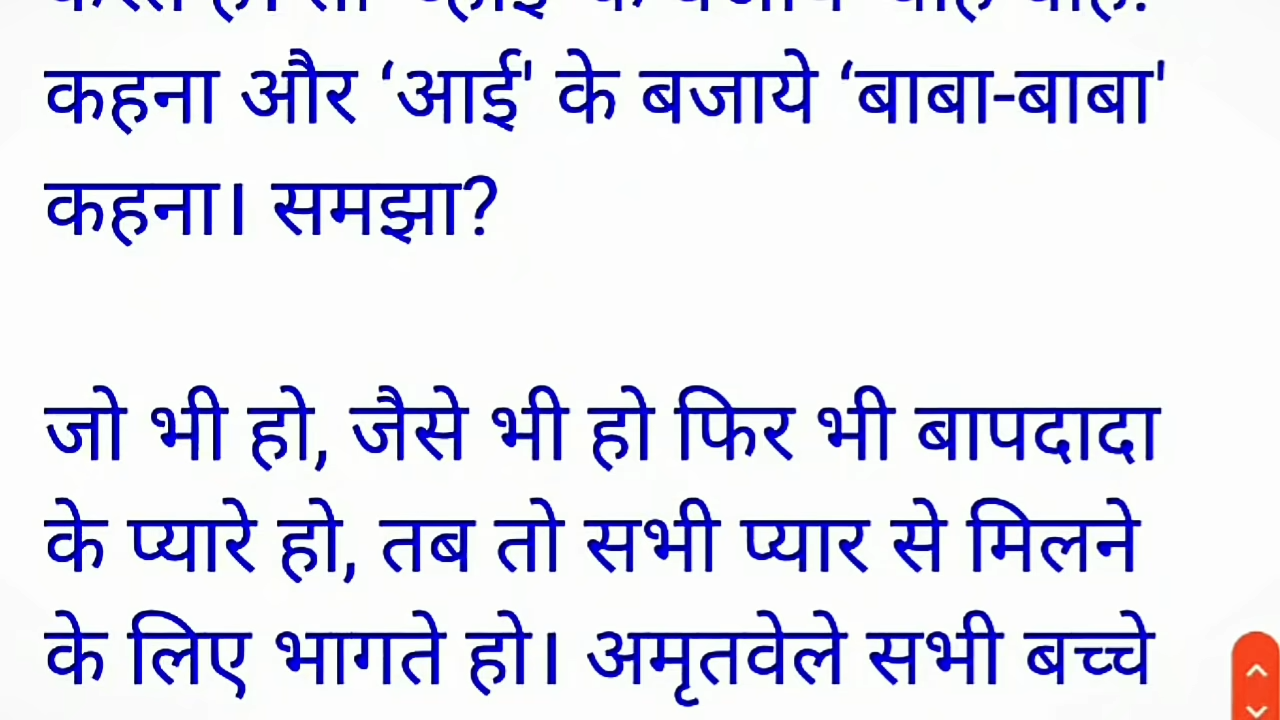 कहना और ‘आई' के बजाये ‘बाबा-बाबा'
कहना। समझा?
जो भी हो, जैसे भी हो फिर भी बापदादा
के प्यारे हो, तब तो सभी प्यार से मिलने
के लिए भागते हो। अमृतवेले सभी बच्चे